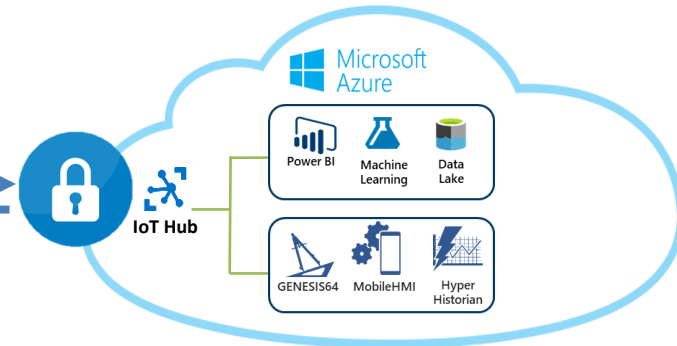 Microsoft
Azure
Power BI
Machine
Learning
Data
Lake
IoT Hub
GENESIS64
MobileHMI
Hyper
Historian